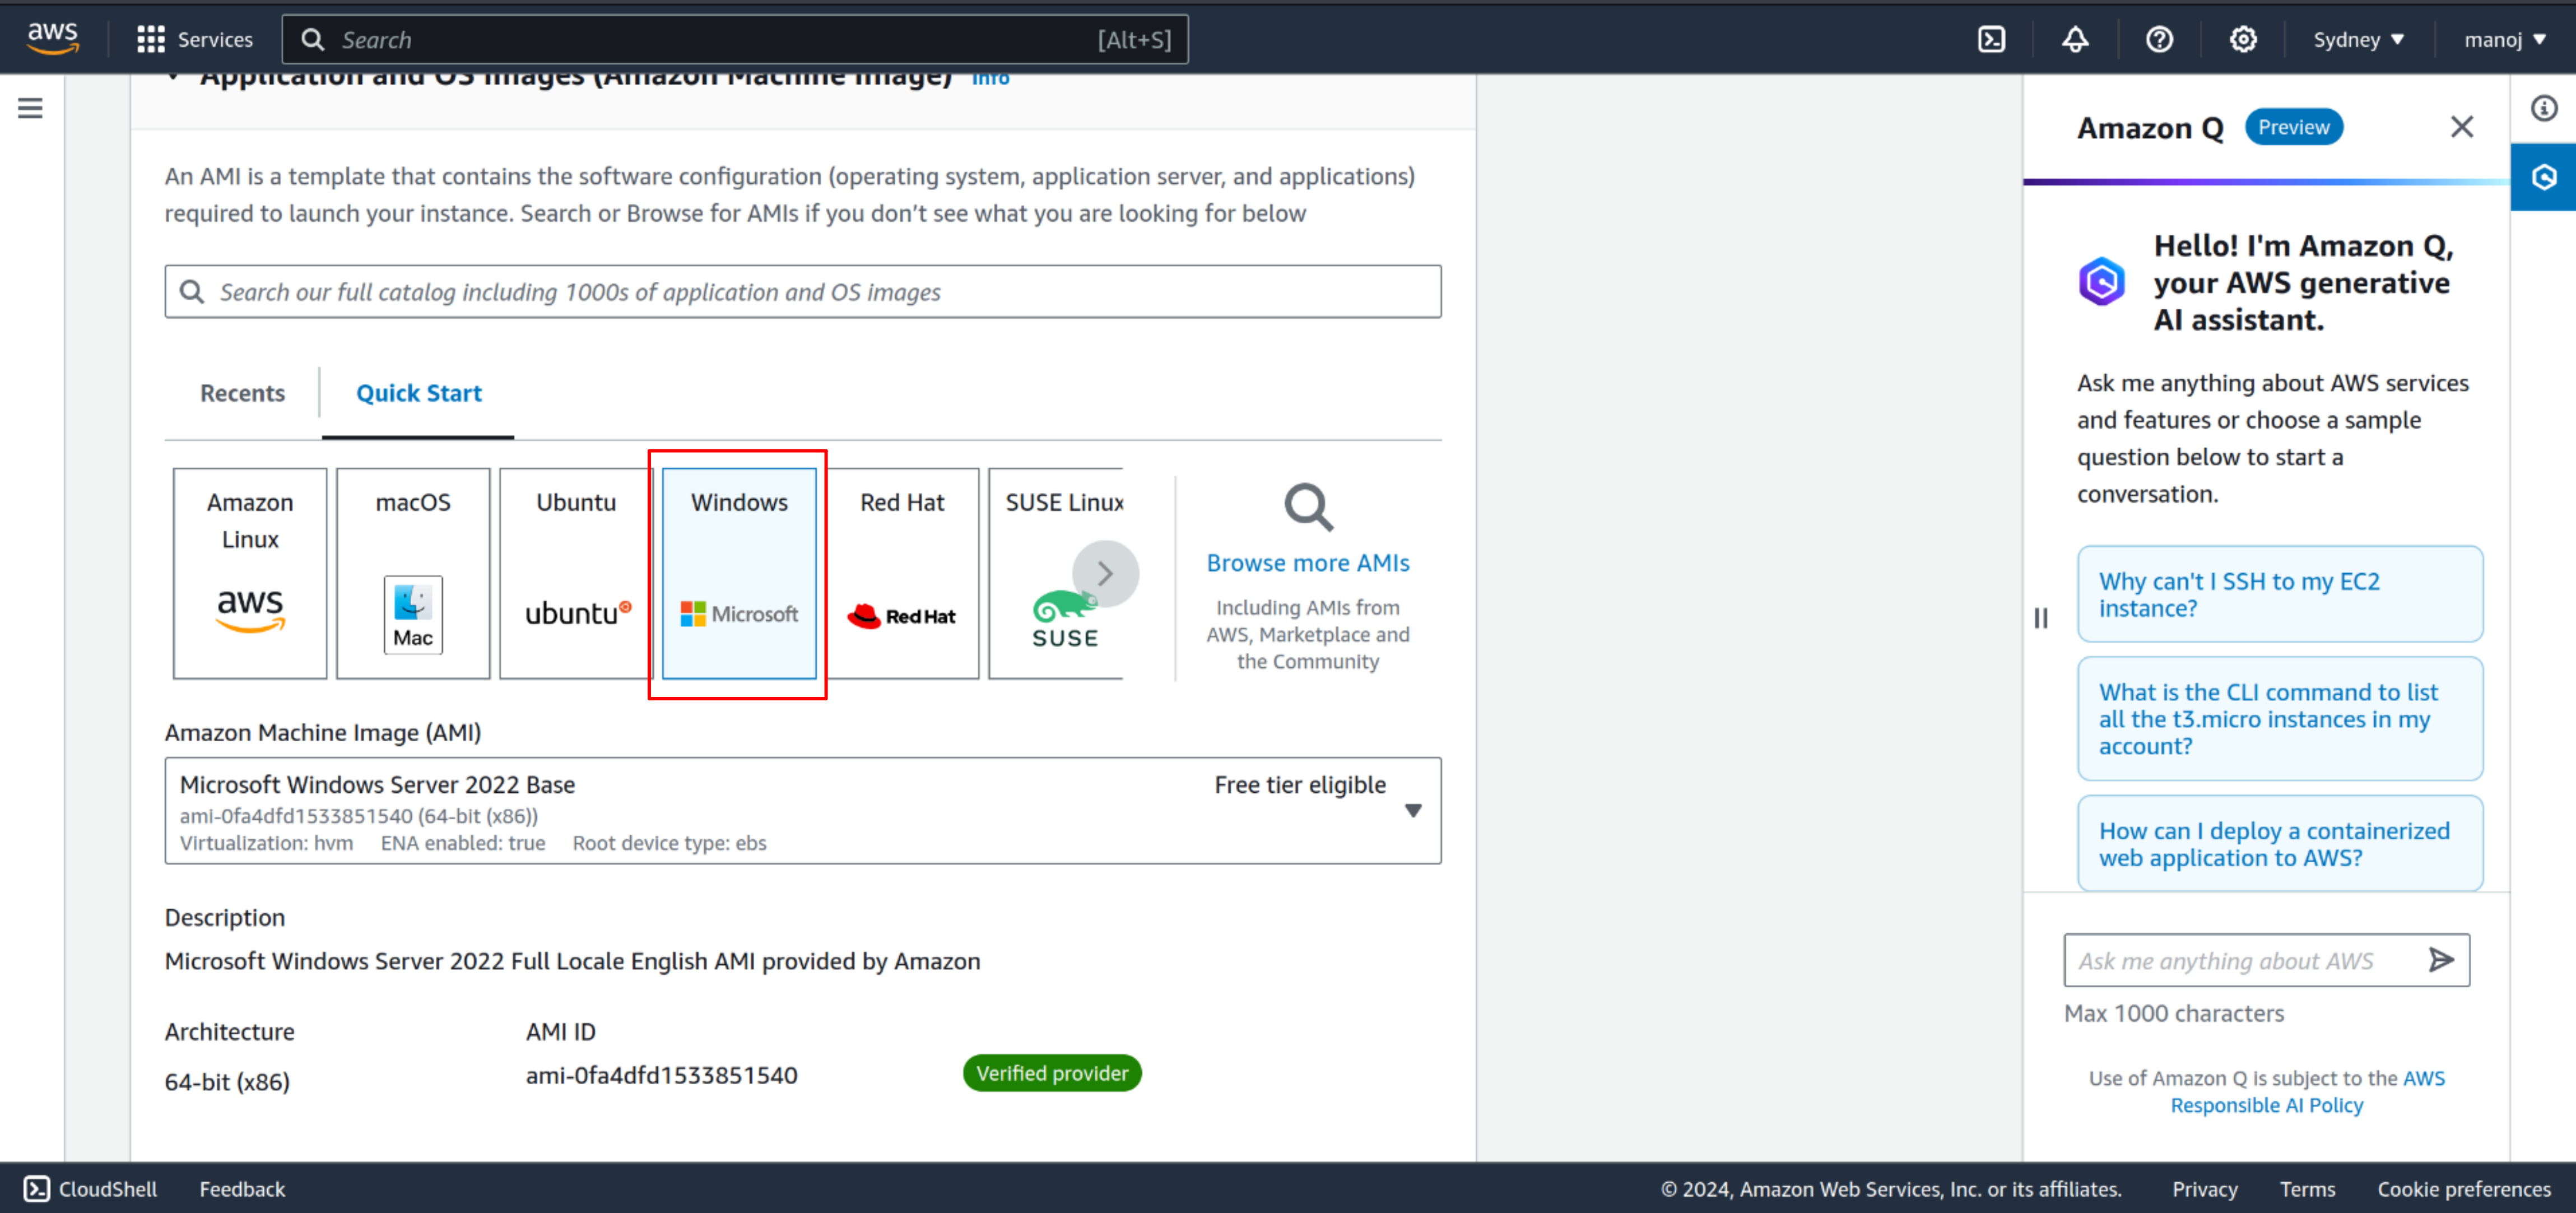 aws
Services
Search
[Alt+S]
Sydney
manoj
Application and OS Images (Amazon Machine Image) Info
An AMI is a template that contains the software configuration (operating system, application server, and applications)
required to launch your instance. Search or Browse for AMIs if you don’t see what you are looking for below
Search our full catalog including 1000s of application and OS images
Recents
Quick Start
Amazon
Linux
aws
macOS
Mac
Ubuntu
ubuntu
Windows
Microsoft
Red Hat
Red Hat
SUSE Linux
SUSE
Browse more AMIs
Including AMIs from
AWS, Marketplace and
the Community
Amazon Machine Image (AMI)
Microsoft Windows Server 2022 Base
Free tier eligible
ami-0fa4dfd1533851540 (64-bit (x86))
Virtualization: hvm ENA enabled: true Root device type: ebs
Description
Microsoft Windows Server 2022 Full Locale English AMI provided by Amazon
Architecture
64-bit (x86)
AMI ID
ami-0fa4dfd1533851540
Verified provider
Amazon Q
Preview
Hello! I'm Amazon Q,
your AWS generative
AI assistant.
Ask me anything about AWS services
and features or choose a sample
question below to start a
conversation.
Why can't I SSH to my EC2
instance?
What is the CLI command to list
all the t3.micro instances in my
account?
How can I deploy a containerized
web application to AWS?
Ask me anything about AWS
Max 1000 characters
Use of Amazon Q is subject to the AWS
Responsible AI Policy
CloudShell
Feedback
© 2024, Amazon Web Services, Inc. or its affiliates.
Privacy
Terms
Cookie preferences